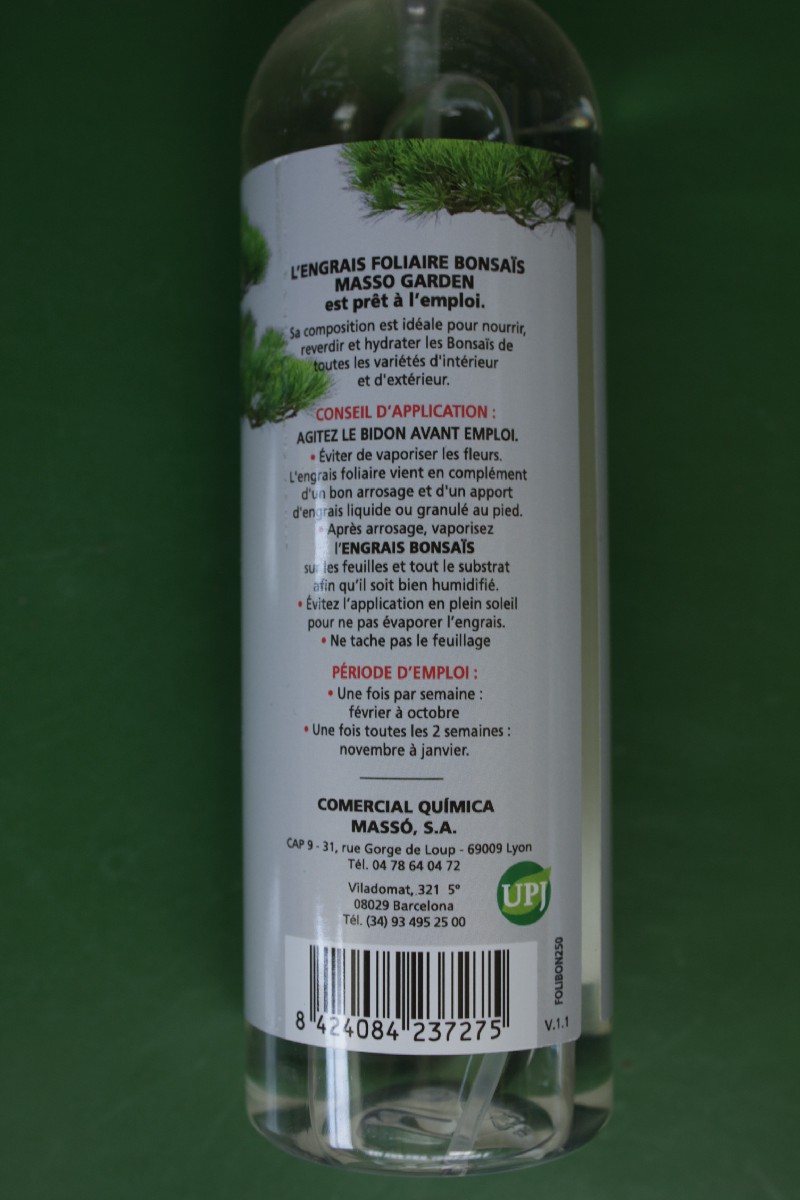 L'ENGRAIS FOLIAIRE BONSAÏS
MASSO GARDEN
est prêt à l'emploi.
Sa composition est idéale pour nourrir,
reverdir et hydrater les Bonsaïs de
toutes les variétés d'intérieur
et d'extérieur.
CONSEIL D'APPLICATION :
AGITEZ LE BIDON AVANT EMPLOI.
• Éviter de vaporiser les fleurs.
L'engrais foliaire vient en complément
d'un bon arrosage et d'un apport
d'engrais liquide ou granulé au pied.
• Après arrosage, vaporisez
l'ENGRAIS BONSAÏS
sur les feuilles et tout le substrat
afin qu'il soit bien humidifié.
• Évitez l'application en plein soleil
pour ne pas évaporer l'engrais.
• Ne tache pas le feuillage
PÉRIODE D'EMPLOI :
• Une fois par semaine :
février à octobre
• Une fois toutes les 2 semaines :
novembre à janvier.
COMERCIAL QUÍMICA
MASSÓ, S.A.
CAP 9 - 31, rue Gorge de Loup - 69009 Lyon
Tél. 04 78 64 04 72
Viladomat, 321 5°
08029 Barcelona
Tél. (34) 93 495 25 00
UPJ
FOLIBON250
V.1.1
8 424084 237275